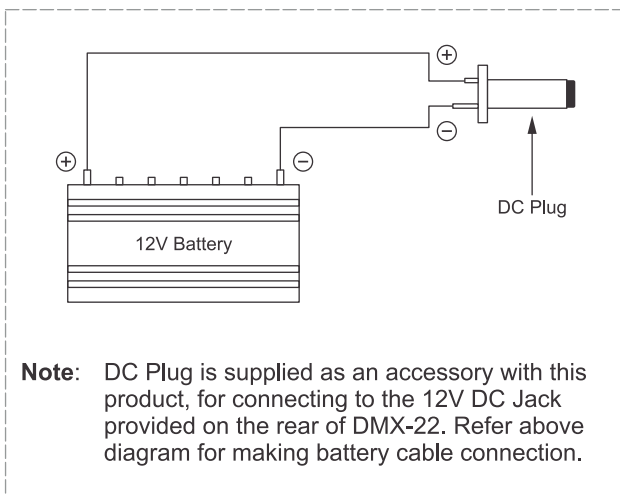 ⊕
⊕
⊖
⊖
12V Battery
DC Plug
Note: DC Plug is supplied as an accessory with this
product, for connecting to the 12V DC Jack
provided on the rear of DMX-22. Refer above
diagram for making battery cable connection.